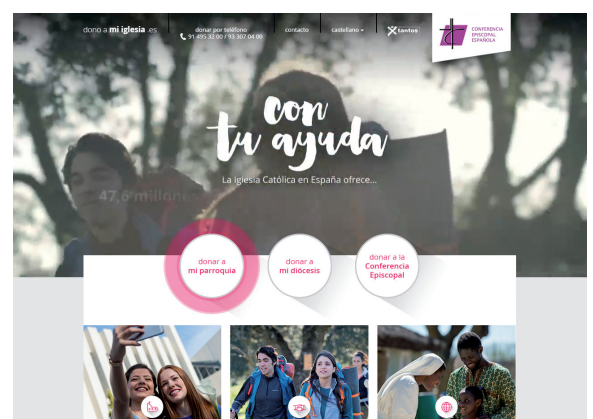 dono a mi iglesia .es
donar por teléfono
91 495 32 00 / 93 307 04 00
contacto
castellano
Xtantos
CONFERENCIA
EPISCOPAL
ESPAÑOLA
con
tu ayuda
La iglesia Católica en España ofrece...
47,6 millones
donar a
mi parroquia
donar a
mi diócesis
donar a la
Conferencia
Episcopal